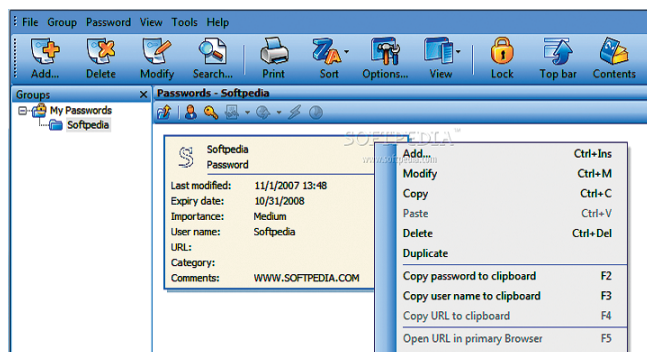 File Group Password View Tools Help
Add... Delete Modify Search... Print Sort Options... View Lock Top bar Contents
Groups
My Passwords
Softpedia
Passwords - Softpedia
SOFTPEDIA™
www.softpedia.com
S Softpedia
Password
Last modified: 11/1/2007 13:48
Expiry date: 10/31/2008
Importance: Medium
User name: Softpedia
URL:
Category:
Comments: WWW.SOFTPEDIA.COM
Add... Ctrl+Ins
Modify Ctrl+M
Copy Ctrl+C
Paste Ctrl+V
Delete Ctrl+Del
Duplicate
Copy password to clipboard F2
Copy user name to clipboard F3
Copy URL to clipboard F4
Open URL in primary Browser F5